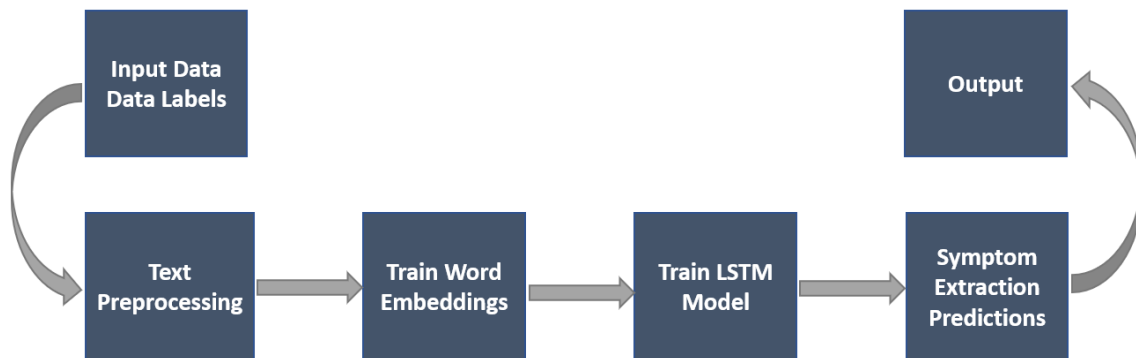 Input Data
Data Labels
Output
Text
Preprocessing
Train Word
Embeddings
Train LSTM
Model
Symptom
Extraction
Predictions